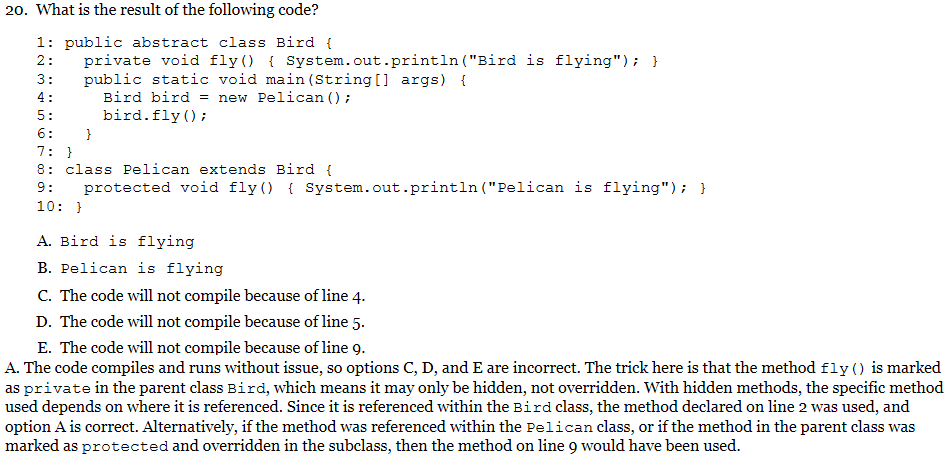 20. What is the result of the following code?
1: public abstract class Bird {
2:   private void fly() { System.out.println("Bird is flying"); }
3:   public static void main(String[] args) {
4:     Bird bird = new Pelican();
5:     bird.fly();
6:   }
7: }
8: class Pelican extends Bird {
9:   protected void fly() { System.out.println("Pelican is flying"); }
10: }
A. Bird is flying
B. Pelican is flying
C. The code will not compile because of line 4.
D. The code will not compile because of line 5.
E. The code will not compile because of line 9.
A. The code compiles and runs without issue, so options C, D, and E are incorrect. The trick here is that the method fly() is marked
as private in the parent class Bird, which means it may only be hidden, not overridden. With hidden methods, the specific method
used depends on where it is referenced. Since it is referenced within the Bird class, the method declared on line 2 was used, and
option A is correct. Alternatively, if the method was referenced within the Pelican class, or if the method in the parent class was
marked as protected and overridden in the subclass, then the method on line 9 would have been used.